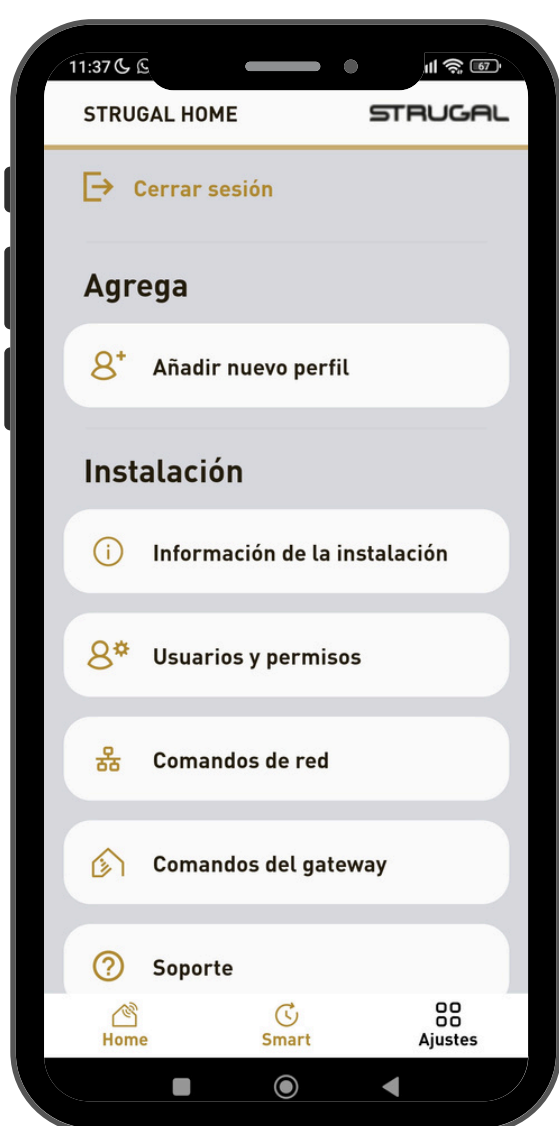 11:37
67
STRUGAL HOME
STRUGAL
Cerrar sesión
Agrega
Añadir nuevo perfil
Instalación
Información de la instalación
Usuarios y permisos
Comandos de red
Comandos del gateway
Soporte
Home
Smart
Ajustes